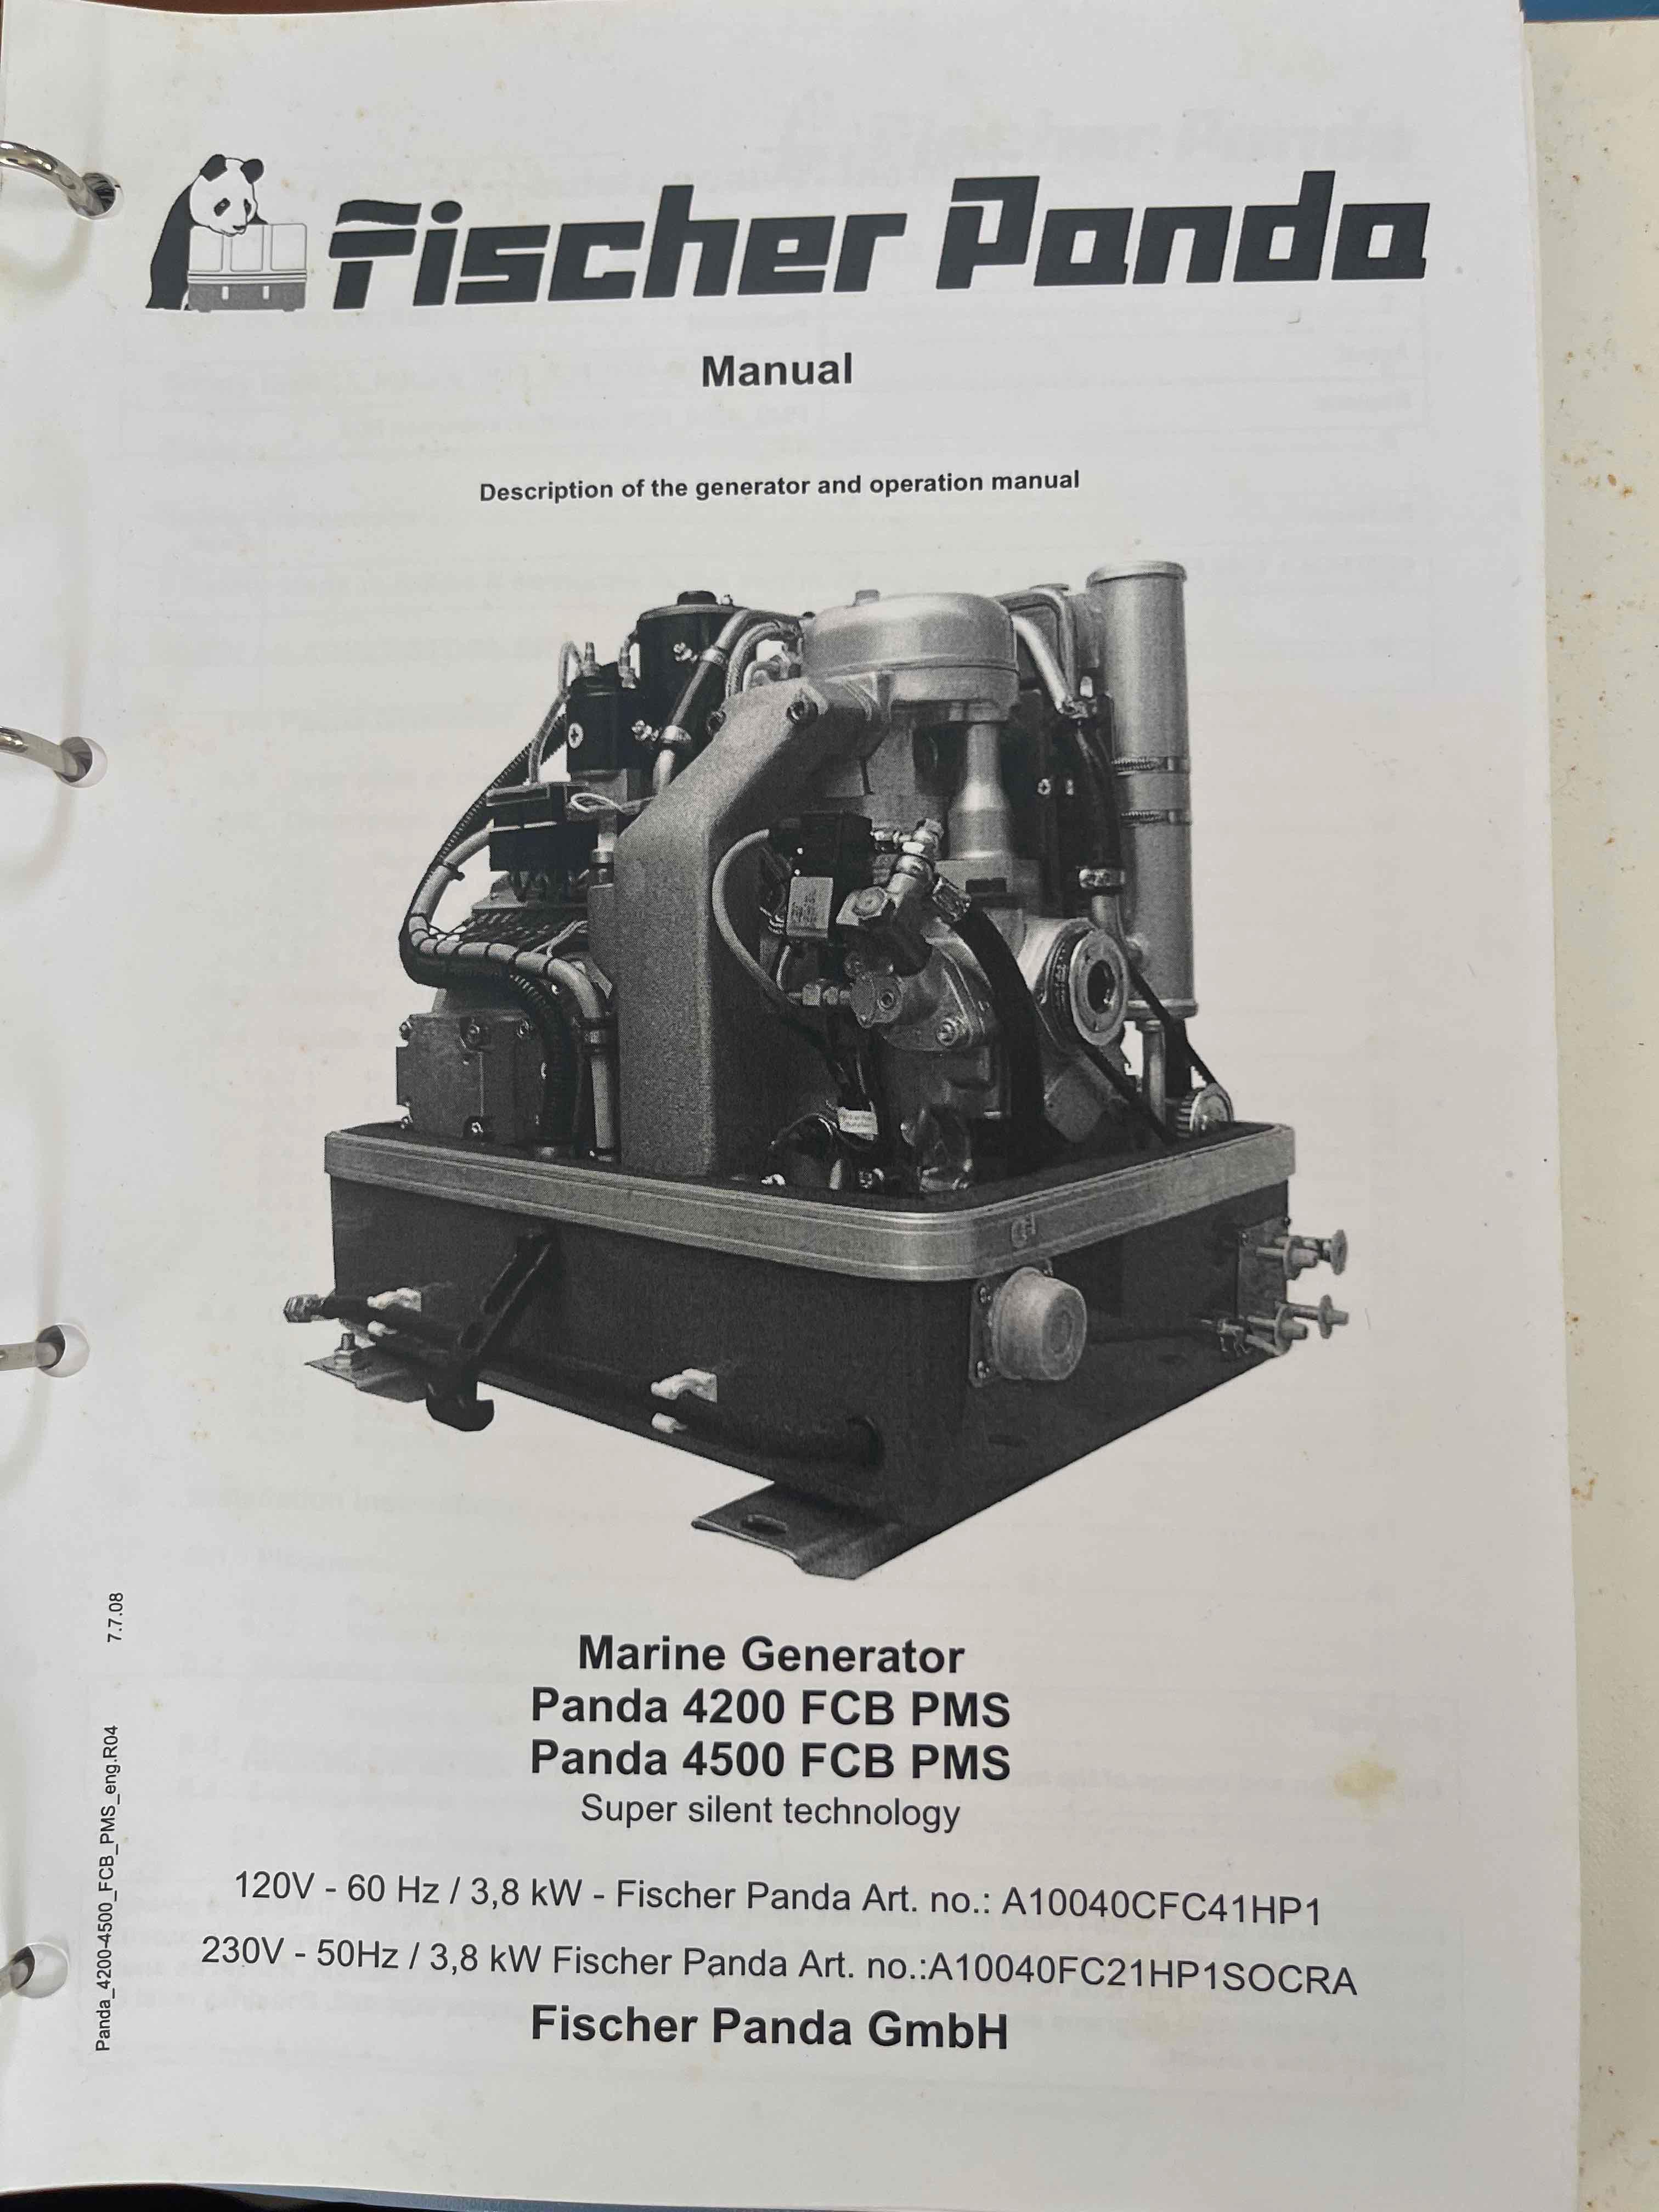 Fischer Panda
Manual
Description of the generator and operation manual
Marine Generator
Panda 4200 FCB PMS
Panda 4500 FCB PMS
Super silent technology
120V - 60 Hz / 3,8 kW - Fischer Panda Art. no.: A10040CFC41HP1
230V - 50Hz / 3,8 kW Fischer Panda Art. no.:A10040FC21HP1SOCRA
Fischer Panda GmbH
Panda_4200-4500_FCB_PMS_eng.R04 7.7.08